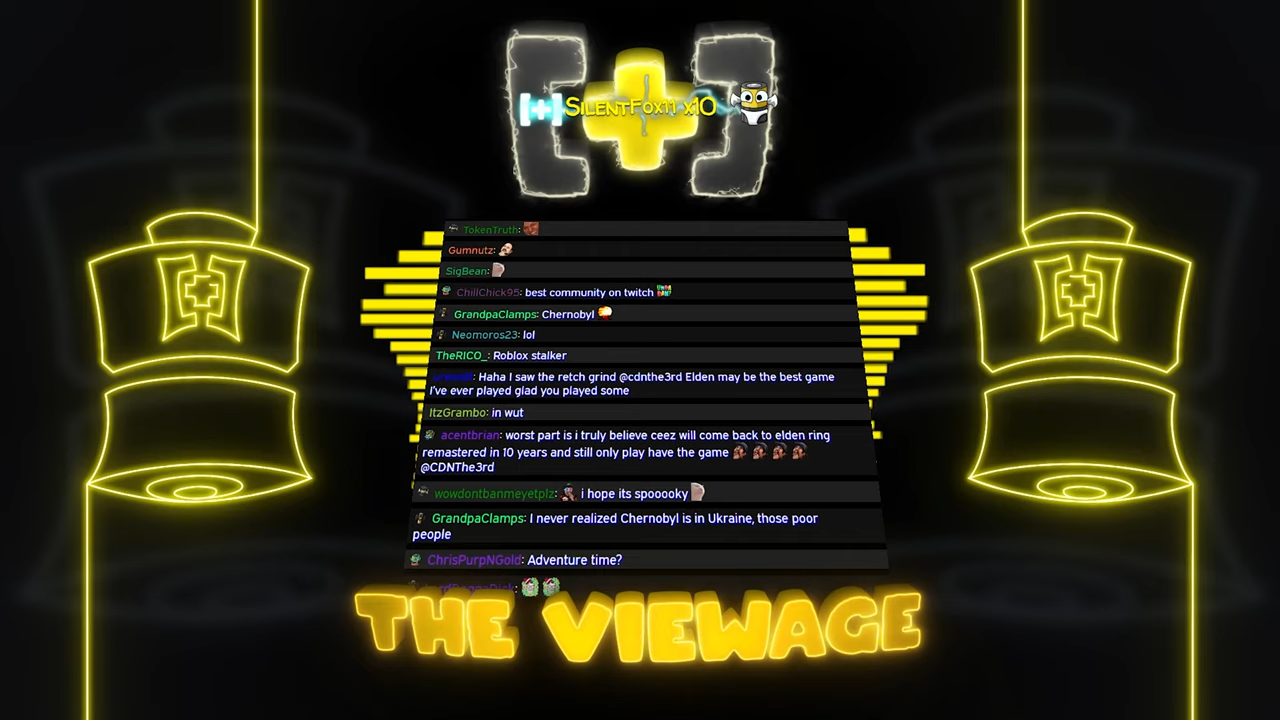 [+] SilentFox11 x10
TokenTruth:
Gumnutz:
SigBean:
ChillChick95: best community on twitch
GrandpaClamps: Chernobyl
Neomoros23: lol
TheRICO_: Roblox stalker
: Haha I saw the retch grind @cdnthe3rd Elden may be the best game
I've ever played glad you played some
ItzGrambo: in wut
acentbrian: worst part is i truly believe ceez will come back to elden ring
remastered in 10 years and still only play have the game
@CDNThe3rd
wowdontbanmeyetplz: i hope its spooooky
GrandpaClamps: I never realized Chernobyl is in Ukraine, those poor
people
ChrisPurpNGold: Adventure time?
THE VIEWAGE